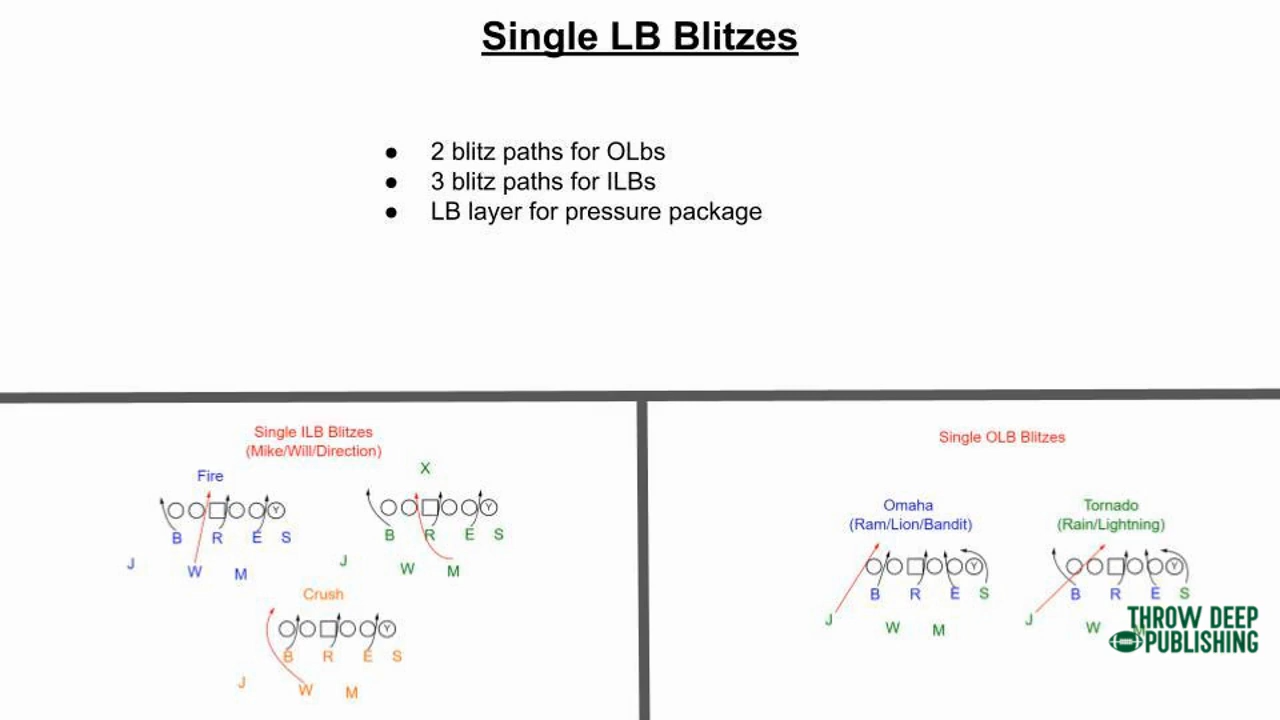 Single LB Blitzes
● 2 blitz paths for OLbs
● 3 blitz paths for ILBs
● LB layer for pressure package
Single ILB Blitzes
(Mike/Will/Direction)
Fire
Y
B R E S
J W M
X
Y
B R E S
J W M
Crush
Y
B R E S
J W M
Single OLB Blitzes
Omaha
(Ram/Lion/Bandit)
Y
B R E S
J W M
Tornado
(Rain/Lightning)
Y
B R E S
J W M
THROW DEEP
PUBLISHING